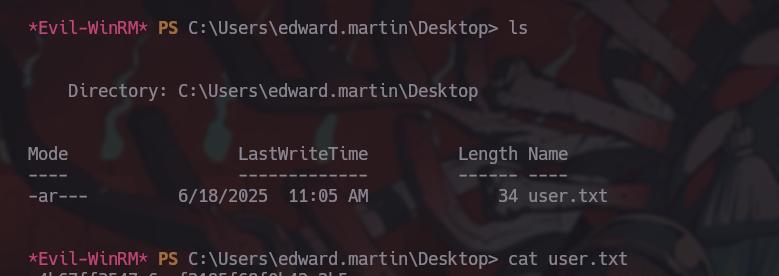 *Evil-WinRM* PS C:\Users\edward.martin\Desktop> ls
Directory: C:\Users\edward.martin\Desktop
Mode                 LastWriteTime         Length Name
----                 -------------         ------ ----
-ar---         6/18/2025  11:05 AM             34 user.txt
*Evil-WinRM* PS C:\Users\edward.martin\Desktop> cat user.txt